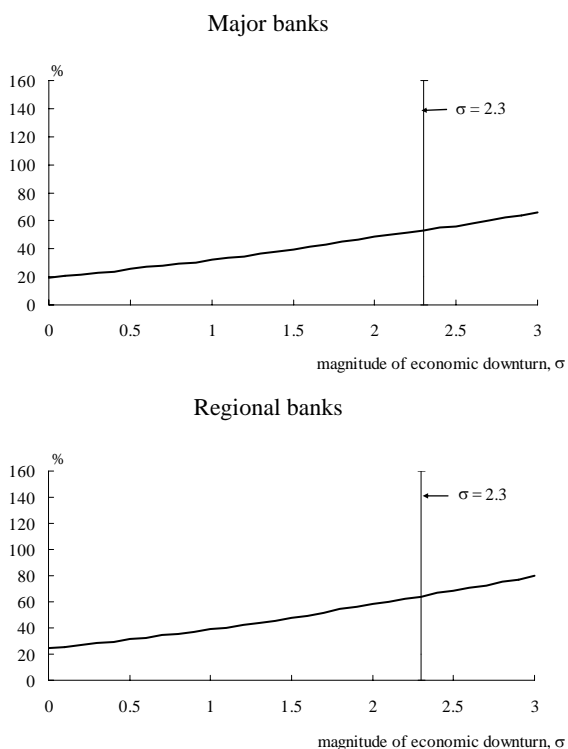 Major banks
%
160
140
σ = 2.3
120
100
80
60
40
20
0
0 0.5 1 1.5 2 2.5 3
magnitude of economic downturn, σ
Regional banks
%
160
140
σ = 2.3
120
100
80
60
40
20
0
0 0.5 1 1.5 2 2.5 3
magnitude of economic downturn, σ